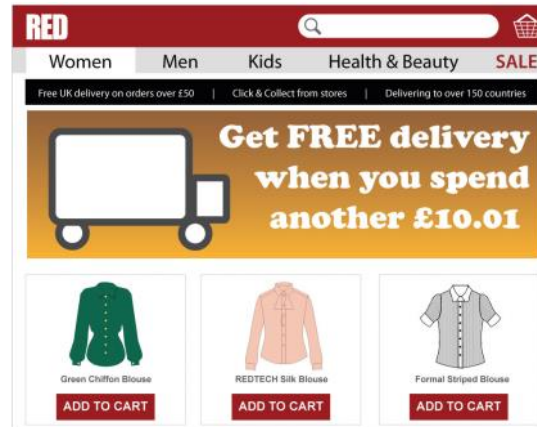 RED
Women Men Kids Health & Beauty SALE
Free UK delivery on orders over £50 | Click & Collect from stores | Delivering to over 150 countries
Get FREE delivery
when you spend
another £10.01
Green Chiffon Blouse REDTECH Silk Blouse Formal Striped Blouse
ADD TO CART ADD TO CART ADD TO CART